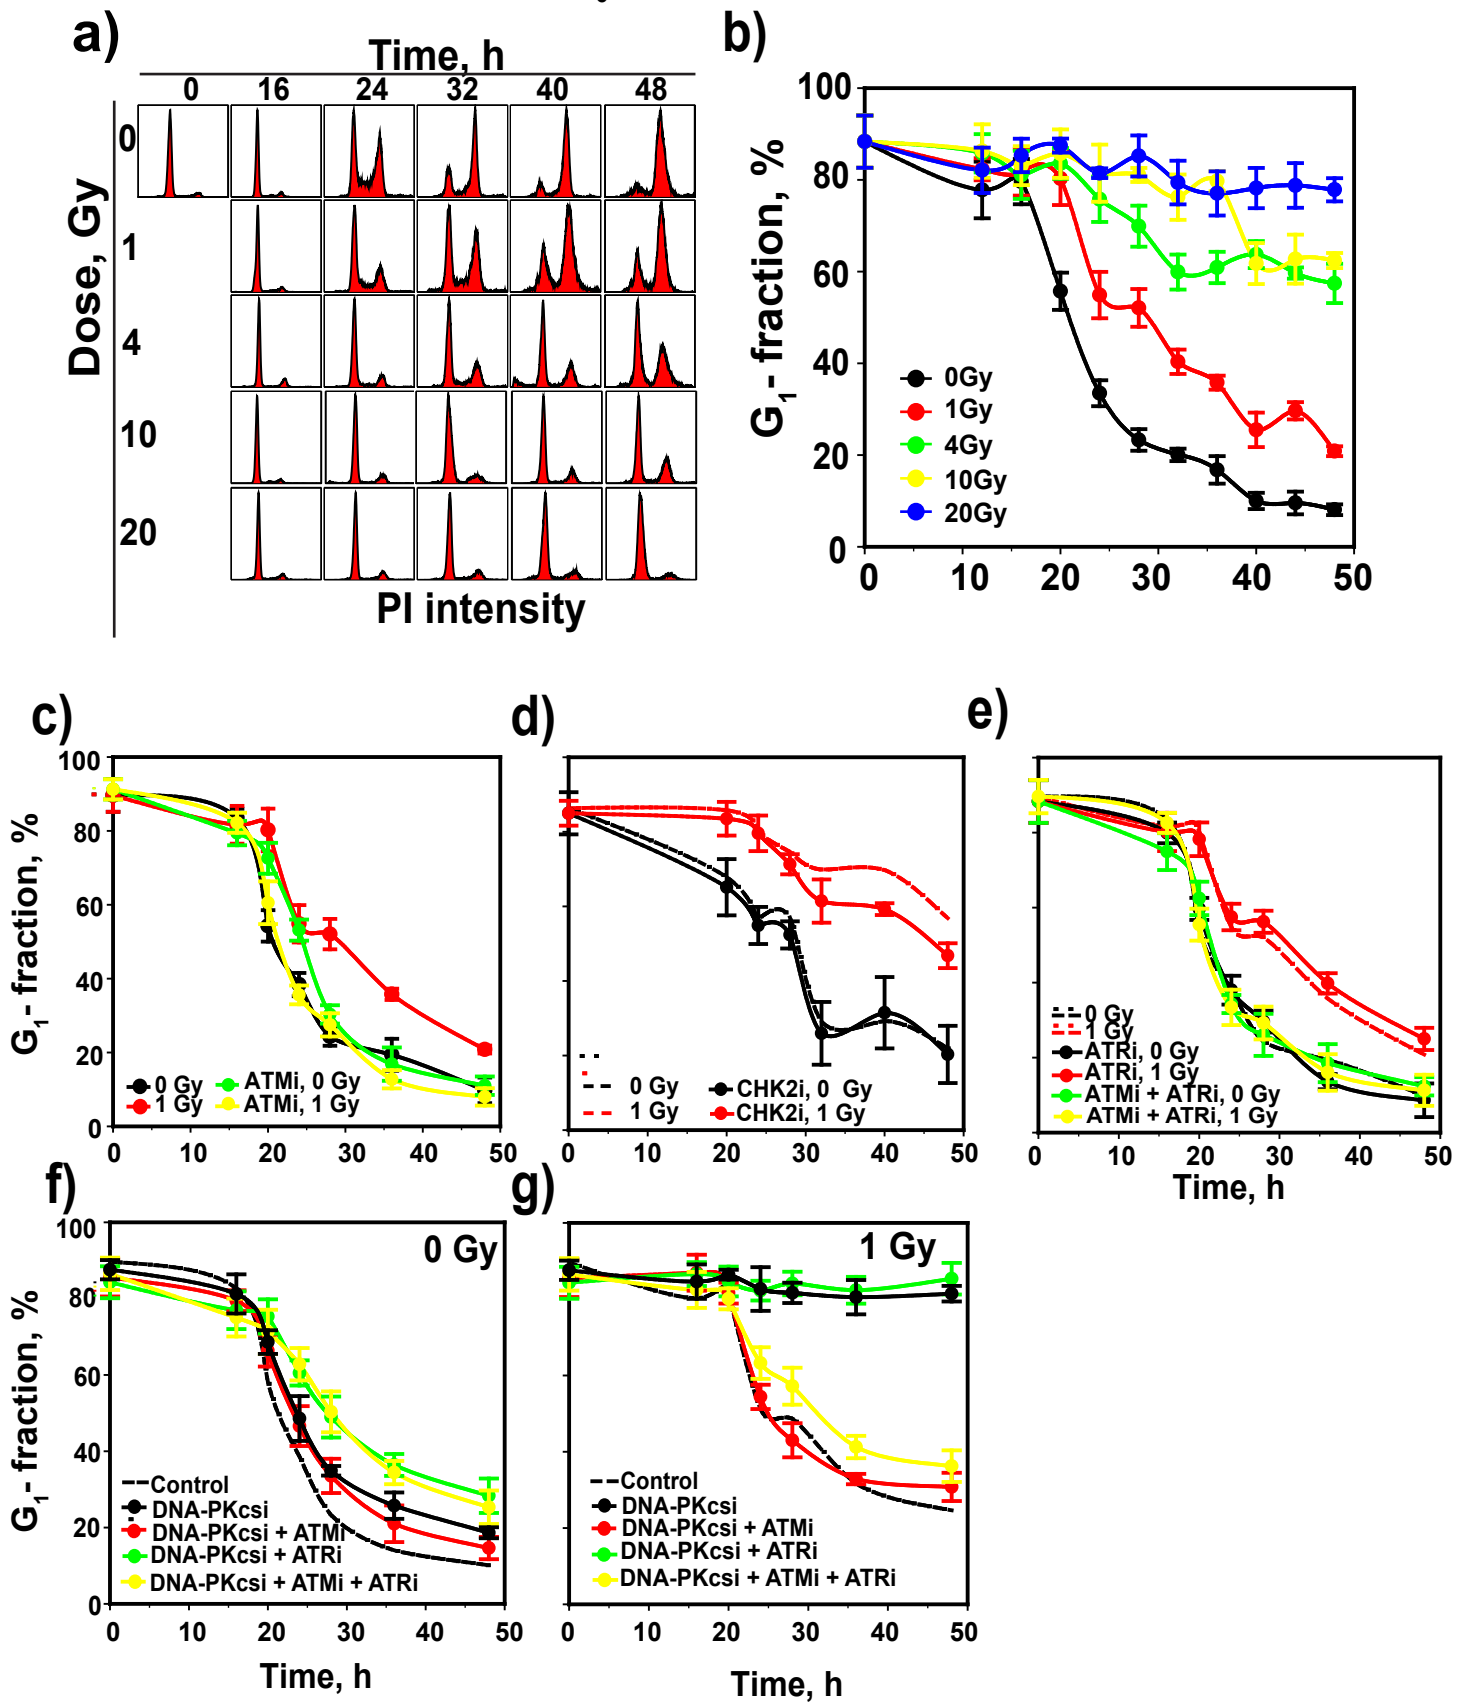 a)
Time, h
0 16 24 32 40 48
Dose, Gy
0
1
4
10
20
PI intensity
b)
G1- fraction, %
100
80
60
40
20
0
0Gy
1Gy
4Gy
10Gy
20Gy
0 10 20 30 40 50
c)
G1- fraction, %
100
80
60
40
20
0
0 Gy
1 Gy
ATMi, 0 Gy
ATMi, 1 Gy
0 10 20 30 40 50
d)
0 Gy
1 Gy
CHK2i, 0 Gy
CHK2i, 1 Gy
0 10 20 30 40 50
e)
0 Gy
1 Gy
ATRi, 0 Gy
ATRi, 1 Gy
ATMi + ATRi, 0 Gy
ATMi + ATRi, 1 Gy
0 10 20 30 40 50
Time, h
f)
0 Gy
G1- fraction, %
100
80
60
40
20
0
Control
DNA-PKcsi
DNA-PKcsi + ATMi
DNA-PKcsi + ATRi
DNA-PKcsi + ATMi + ATRi
0 10 20 30 40 50
Time, h
g)
1 Gy
Control
DNA-PKcsi
DNA-PKcsi + ATMi
DNA-PKcsi + ATRi
DNA-PKcsi + ATMi + ATRi
0 10 20 30 40 50
Time, h